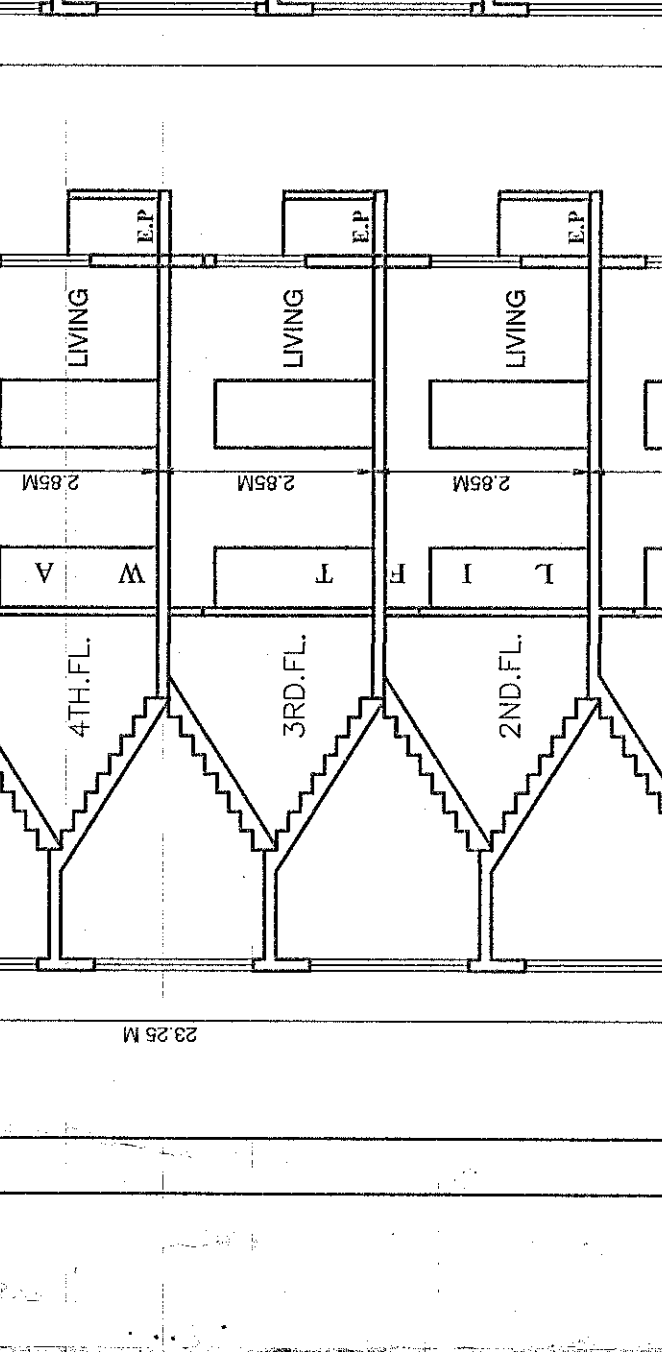 E.P
E.P
E.P
LIVING
LIVING
LIVING
2.85M
2.85M
2.85M
L I F T W A
4TH.FL.
3RD.FL.
2ND.FL.
23.25 M